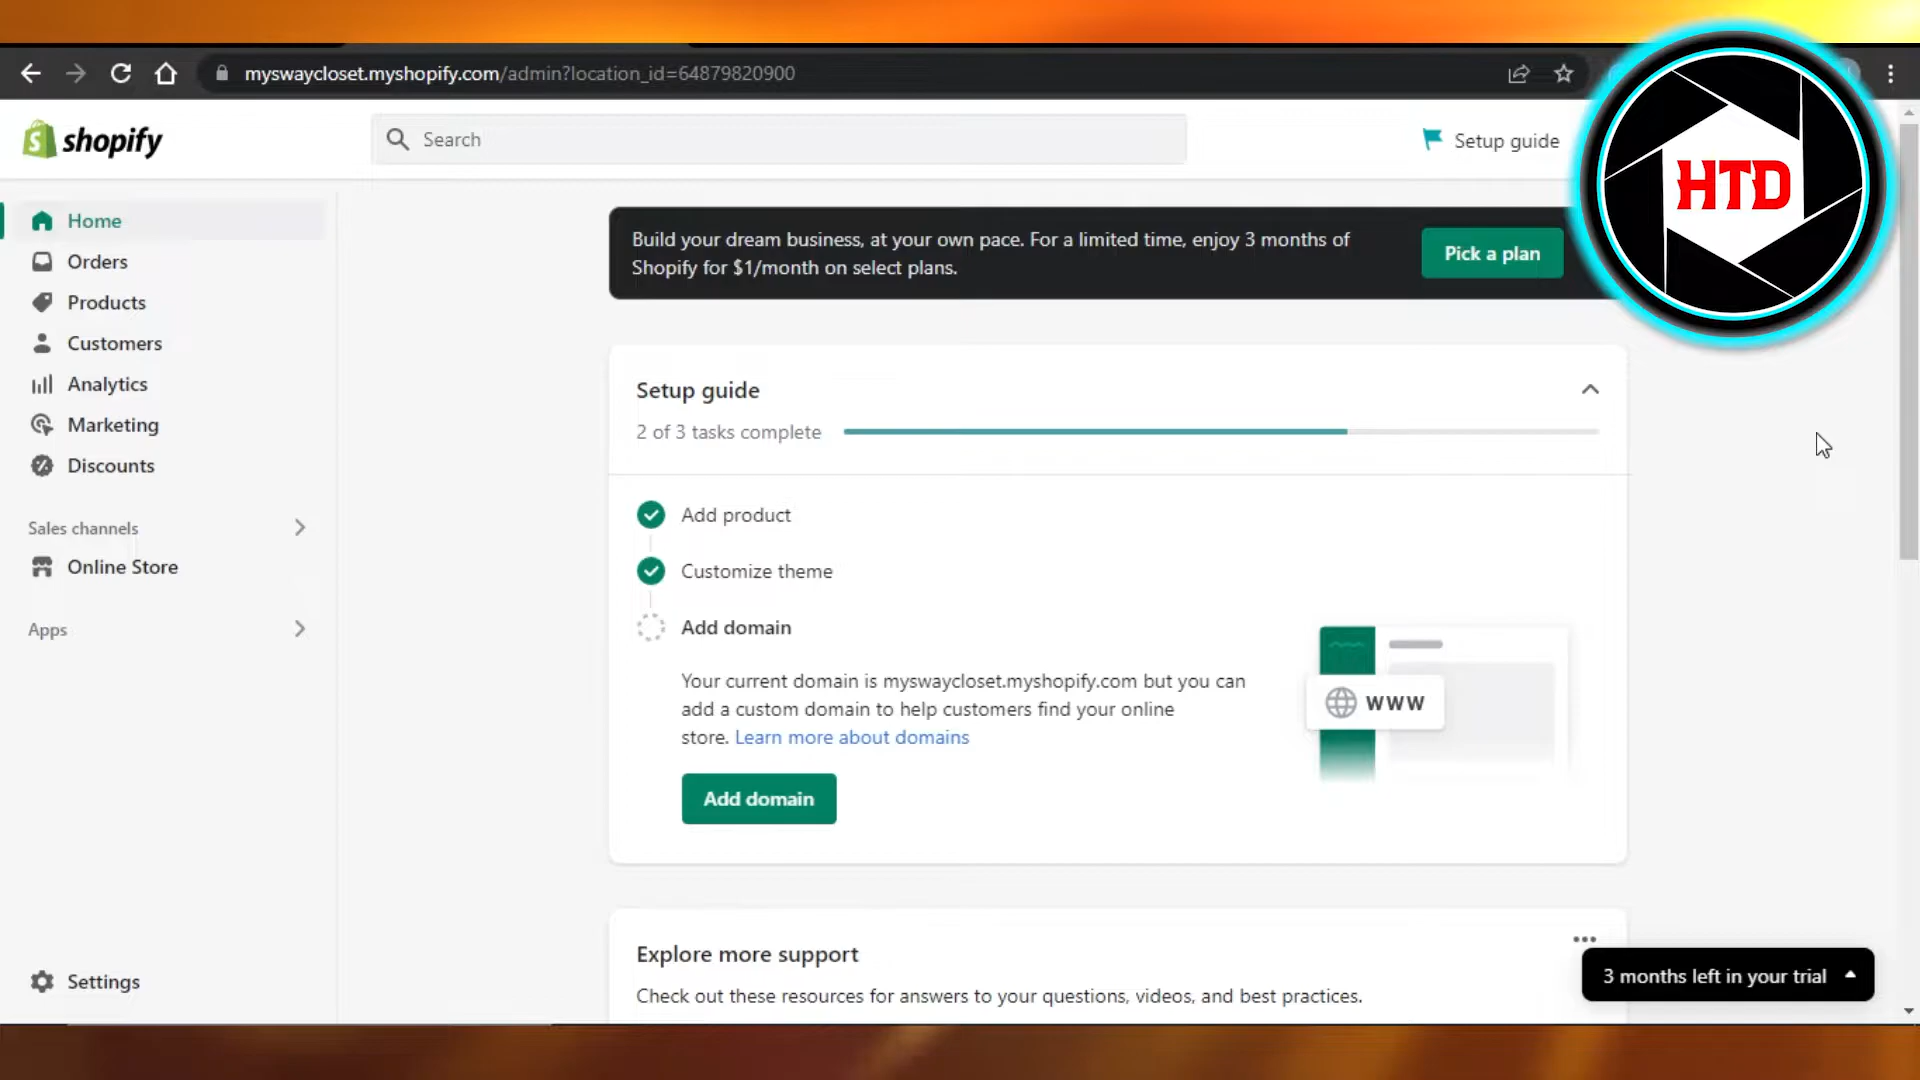 myswaycloset.myshopify.com/admin?location_id=64879820900
shopify
Search
Setup guide
HTD
Home
Orders
Products
Customers
Analytics
Marketing
Discounts
Sales channels
Online Store
Apps
Settings
Build your dream business, at your own pace. For a limited time, enjoy 3 months of
Shopify for $1/month on select plans.
Pick a plan
Setup guide
2 of 3 tasks complete
Add product
Customize theme
Add domain
Your current domain is myswaycloset.myshopify.com but you can
add a custom domain to help customers find your online
store. Learn more about domains
www
Add domain
Explore more support
Check out these resources for answers to your questions, videos, and best practices.
3 months left in your trial